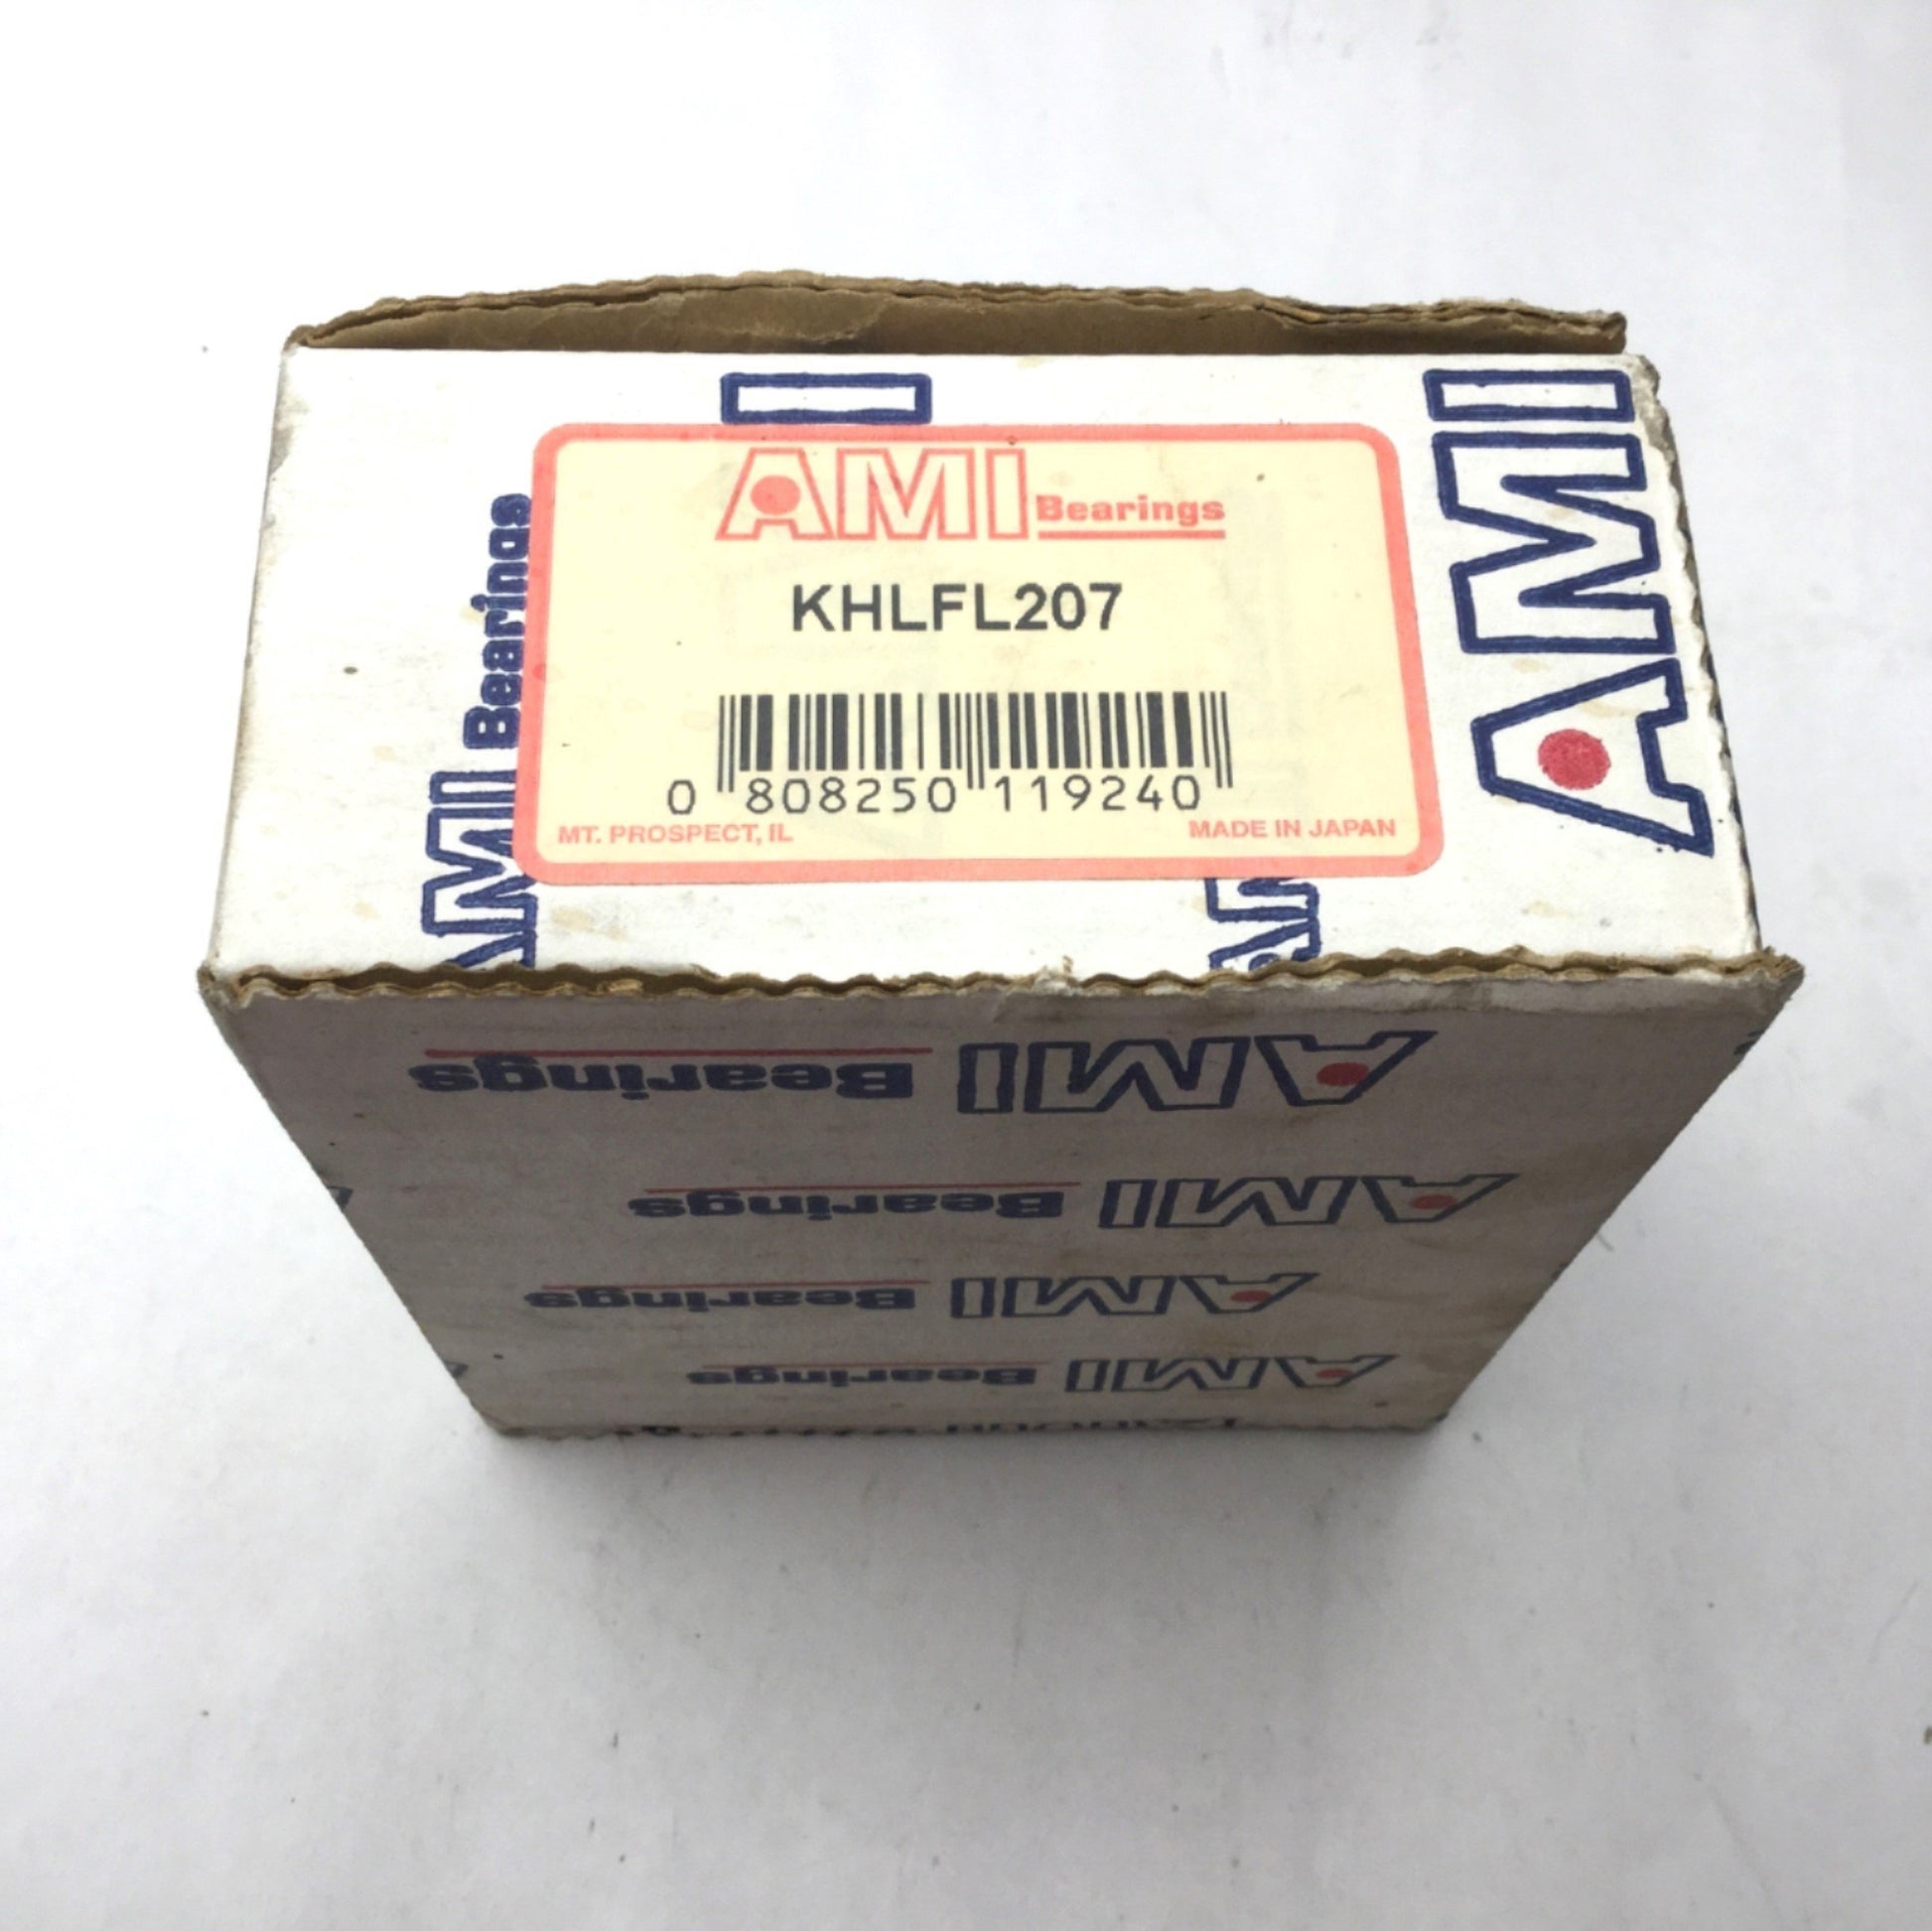 AMI Bearings
KHLFL207
0 808250 119240
MT. PROSPECT, IL MADE IN JAPAN
AMI Bearings
AMI
AMI Bearings
AMI Bearings
AMI Bearings
AMI Bearings